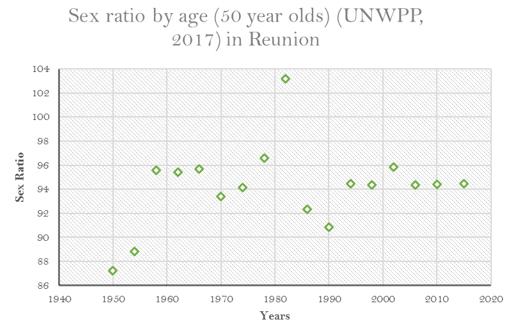 Sex ratio by age (50 year olds) (UNWPP,
2017) in Reunion
104
102
100
98
96
94
92
90
88
86
Sex Ratio
1940 1950 1960 1970 1980 1990 2000 2010 2020
Years